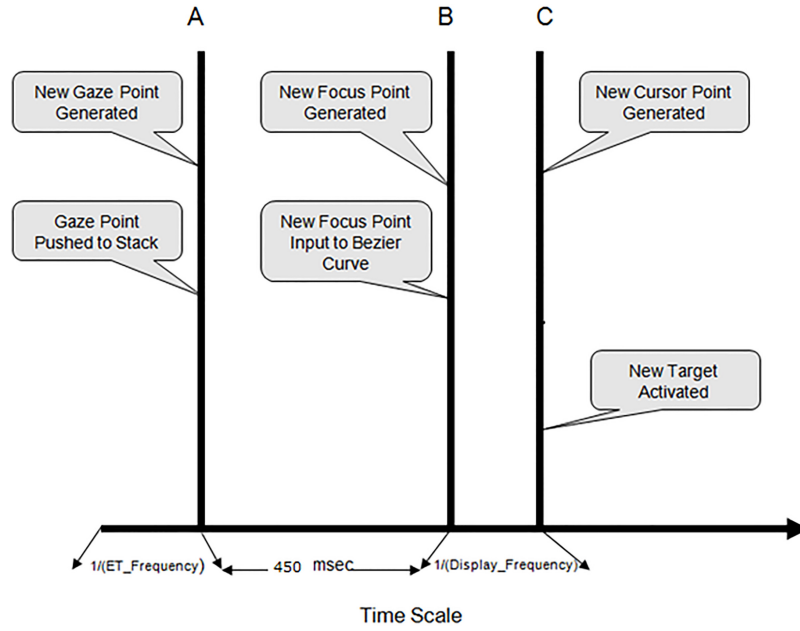 A
B
C
New Gaze Point
Generated
New Focus Point
Generated
New Cursor Point
Generated
Gaze Point
Pushed to Stack
New Focus Point
Input to Bezier
Curve
New Target
Activated
1/(ET_Frequency)
450 msec
1/(Display_Frequency)
Time Scale